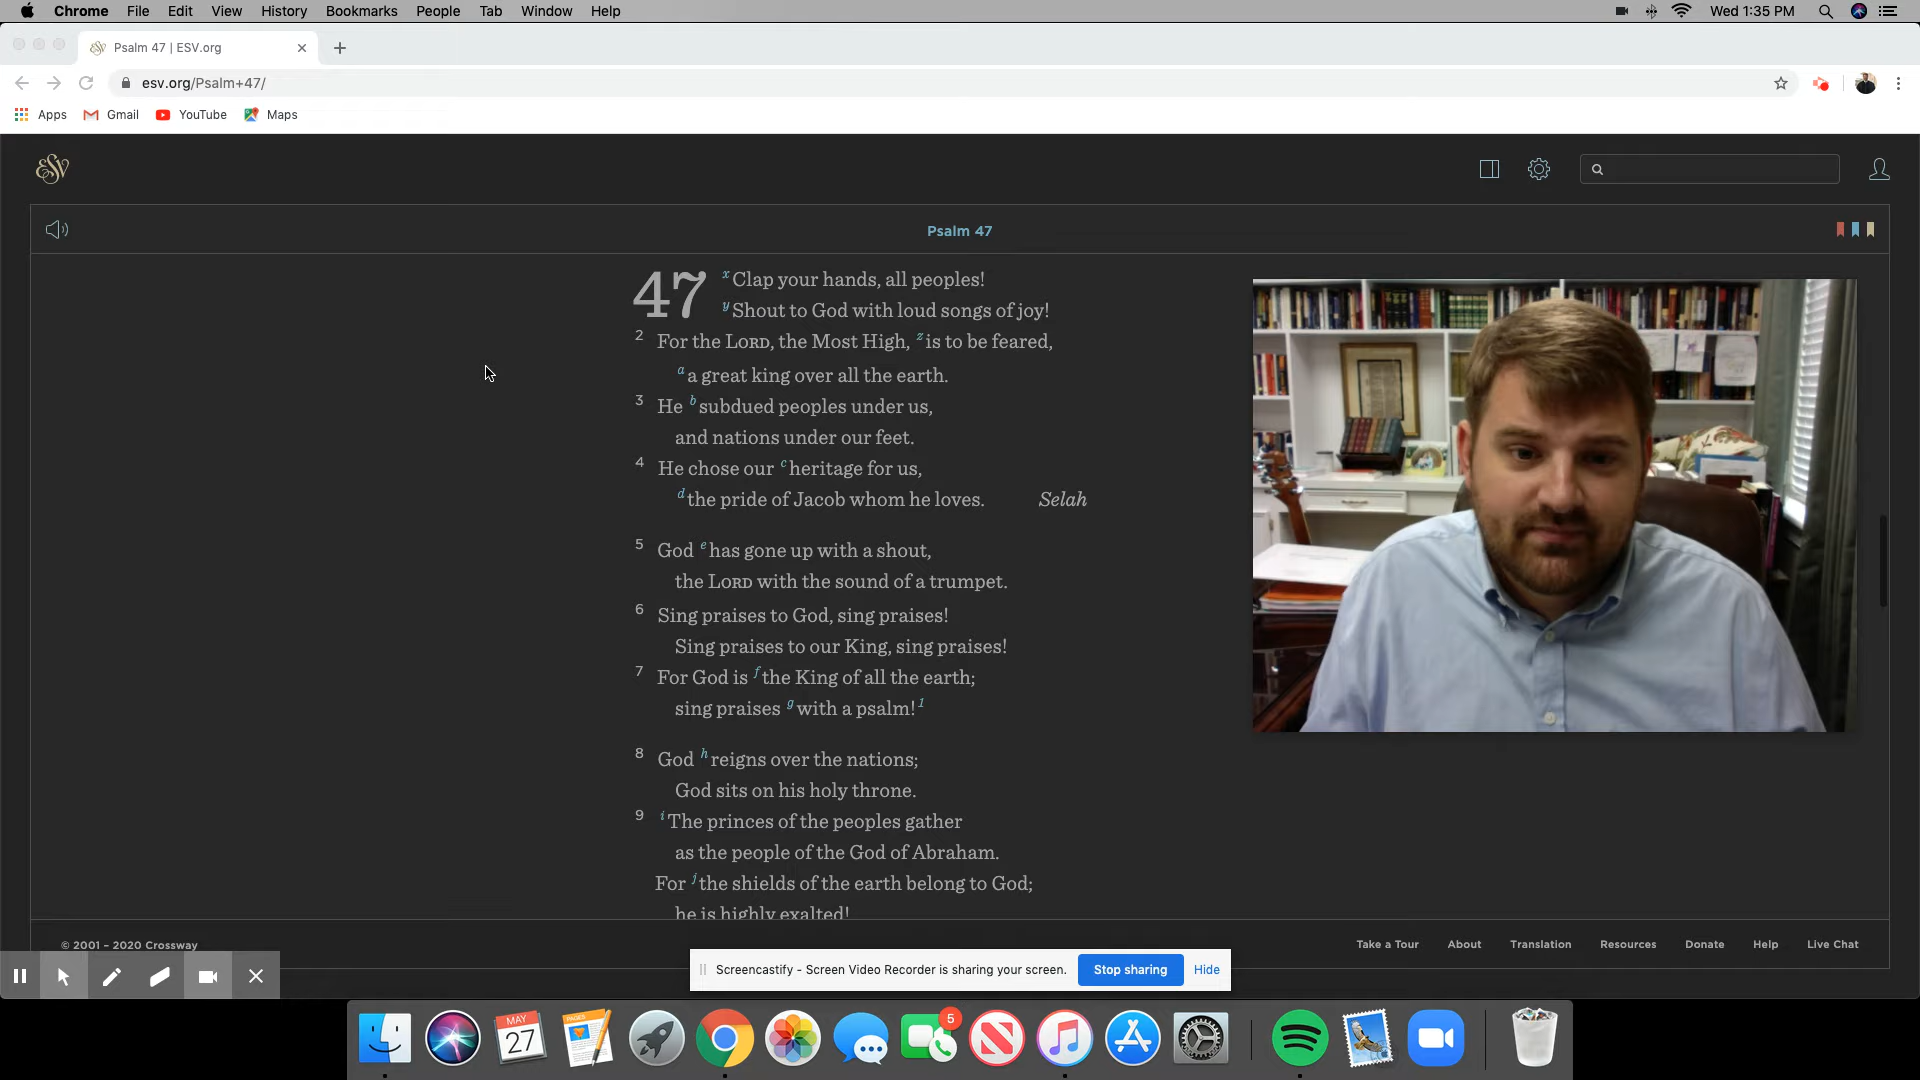 Chrome File Edit View History Bookmarks People Tab Window Help Wed 1:35 PM
Psalm 47 | ESV.org
esv.org/Psalm+47/
Apps Gmail YouTube Maps
ESV
Psalm 47
47 x Clap your hands, all peoples!
y Shout to God with loud songs of joy!
2 For the LORD, the Most High, z is to be feared,
a a great king over all the earth.
3 He b subdued peoples under us,
and nations under our feet.
4 He chose our c heritage for us,
d the pride of Jacob whom he loves. Selah
5 God e has gone up with a shout,
the LORD with the sound of a trumpet.
6 Sing praises to God, sing praises!
Sing praises to our King, sing praises!
7 For God is f the King of all the earth;
sing praises g with a psalm! 1
8 God h reigns over the nations;
God sits on his holy throne.
9 i The princes of the peoples gather
as the people of the God of Abraham.
For j the shields of the earth belong to God;
he is highly exalted!
© 2001 – 2020 Crossway
Take a Tour About Translation Resources Donate Help Live Chat
Screencastify - Screen Video Recorder is sharing your screen. Stop sharing Hide
MAY
27
PAGES
5